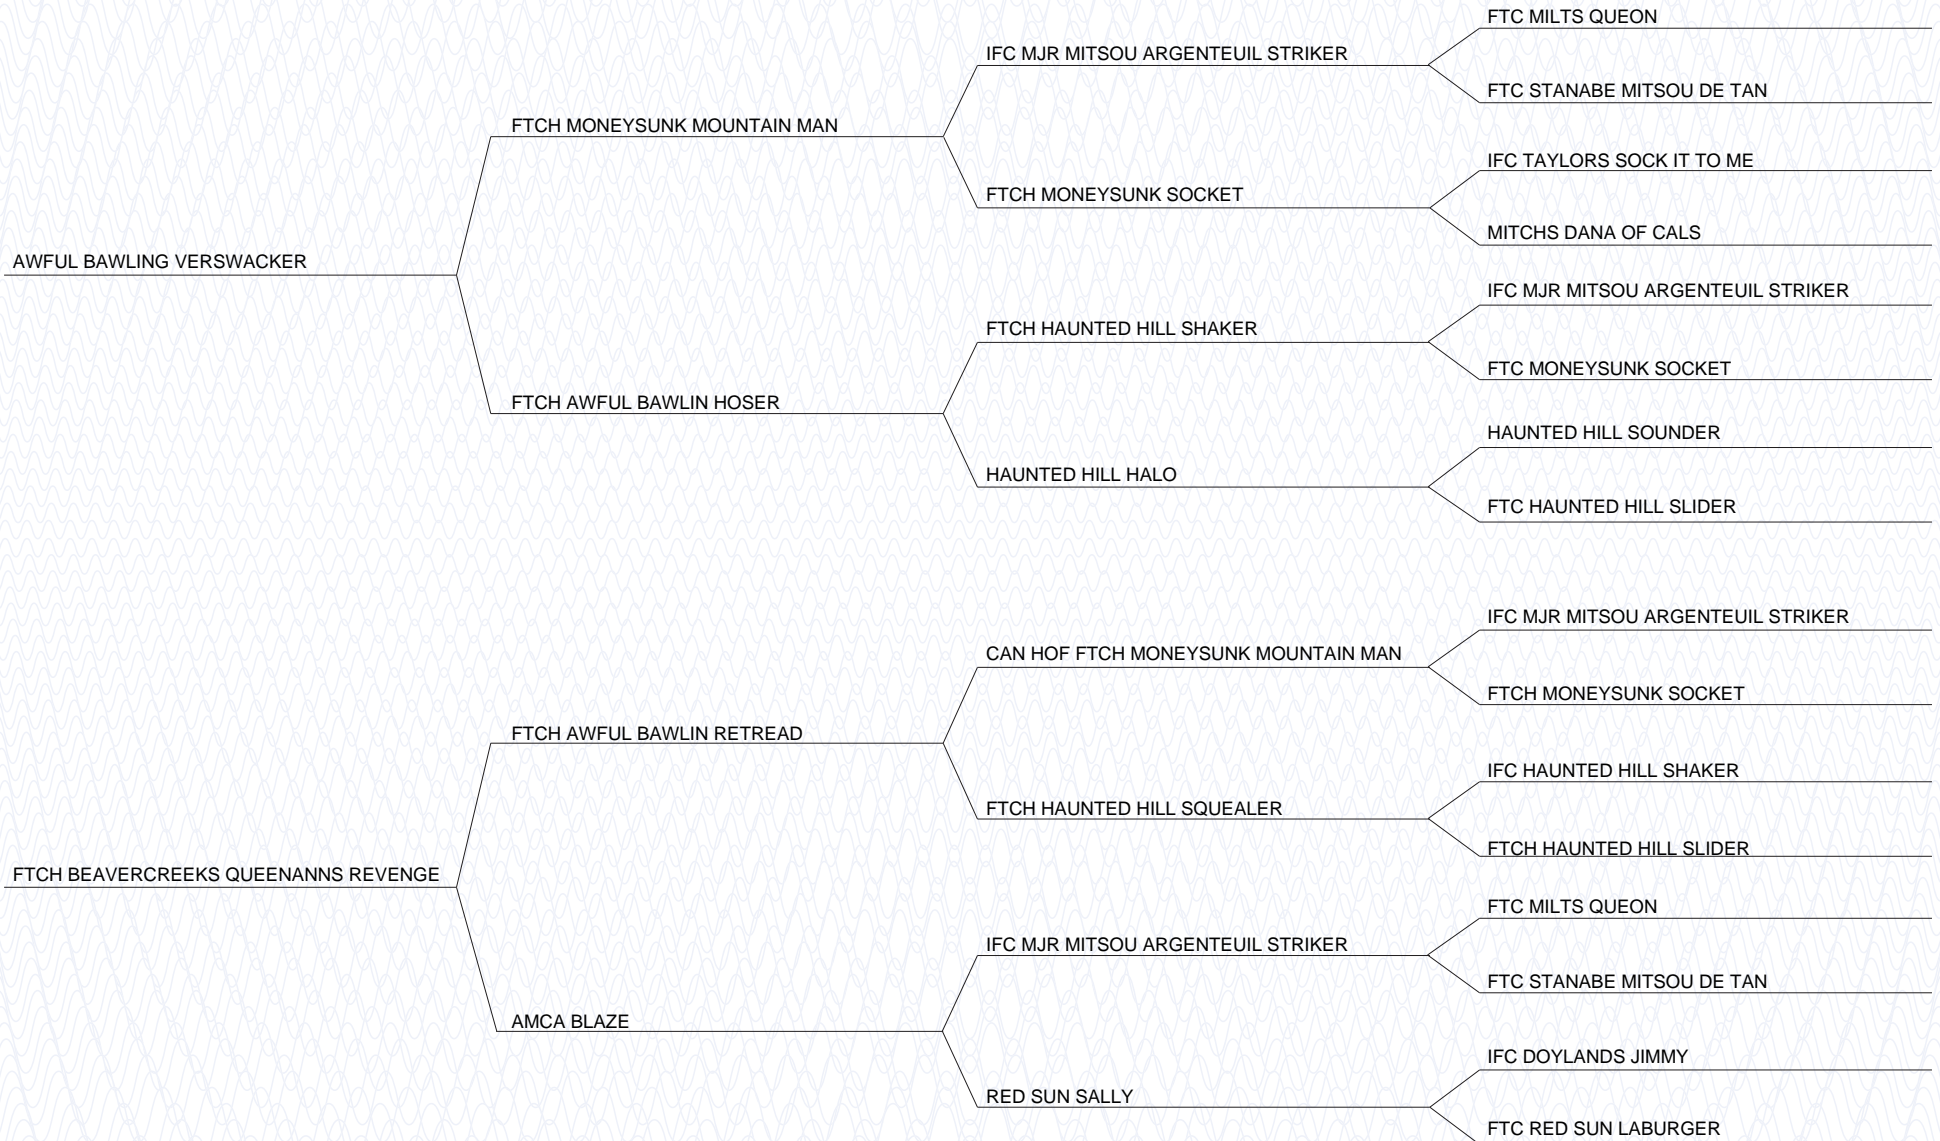 FTC MILTS QUEON
IFC MJR MITSOU ARGENTEUIL STRIKER
FTC STANABE MITSOU DE TAN
FTCH MONEYSUNK MOUNTAIN MAN
IFC TAYLORS SOCK IT TO ME
FTCH MONEYSUNK SOCKET
MITCHS DANA OF CALS
AWFUL BAWLING VERSWACKER
IFC MJR MITSOU ARGENTEUIL STRIKER
FTCH HAUNTED HILL SHAKER
FTC MONEYSUNK SOCKET
FTCH AWFUL BAWLIN HOSER
HAUNTED HILL SOUNDER
HAUNTED HILL HALO
FTC HAUNTED HILL SLIDER
IFC MJR MITSOU ARGENTEUIL STRIKER
CAN HOF FTCH MONEYSUNK MOUNTAIN MAN
FTCH MONEYSUNK SOCKET
FTCH AWFUL BAWLIN RETREAD
IFC HAUNTED HILL SHAKER
FTCH HAUNTED HILL SQUEALER
FTCH HAUNTED HILL SLIDER
FTCH BEAVERCREEKS QUEENANNS REVENGE
FTC MILTS QUEON
IFC MJR MITSOU ARGENTEUIL STRIKER
FTC STANABE MITSOU DE TAN
AMCA BLAZE
IFC DOYLANDS JIMMY
RED SUN SALLY
FTC RED SUN LABURGER